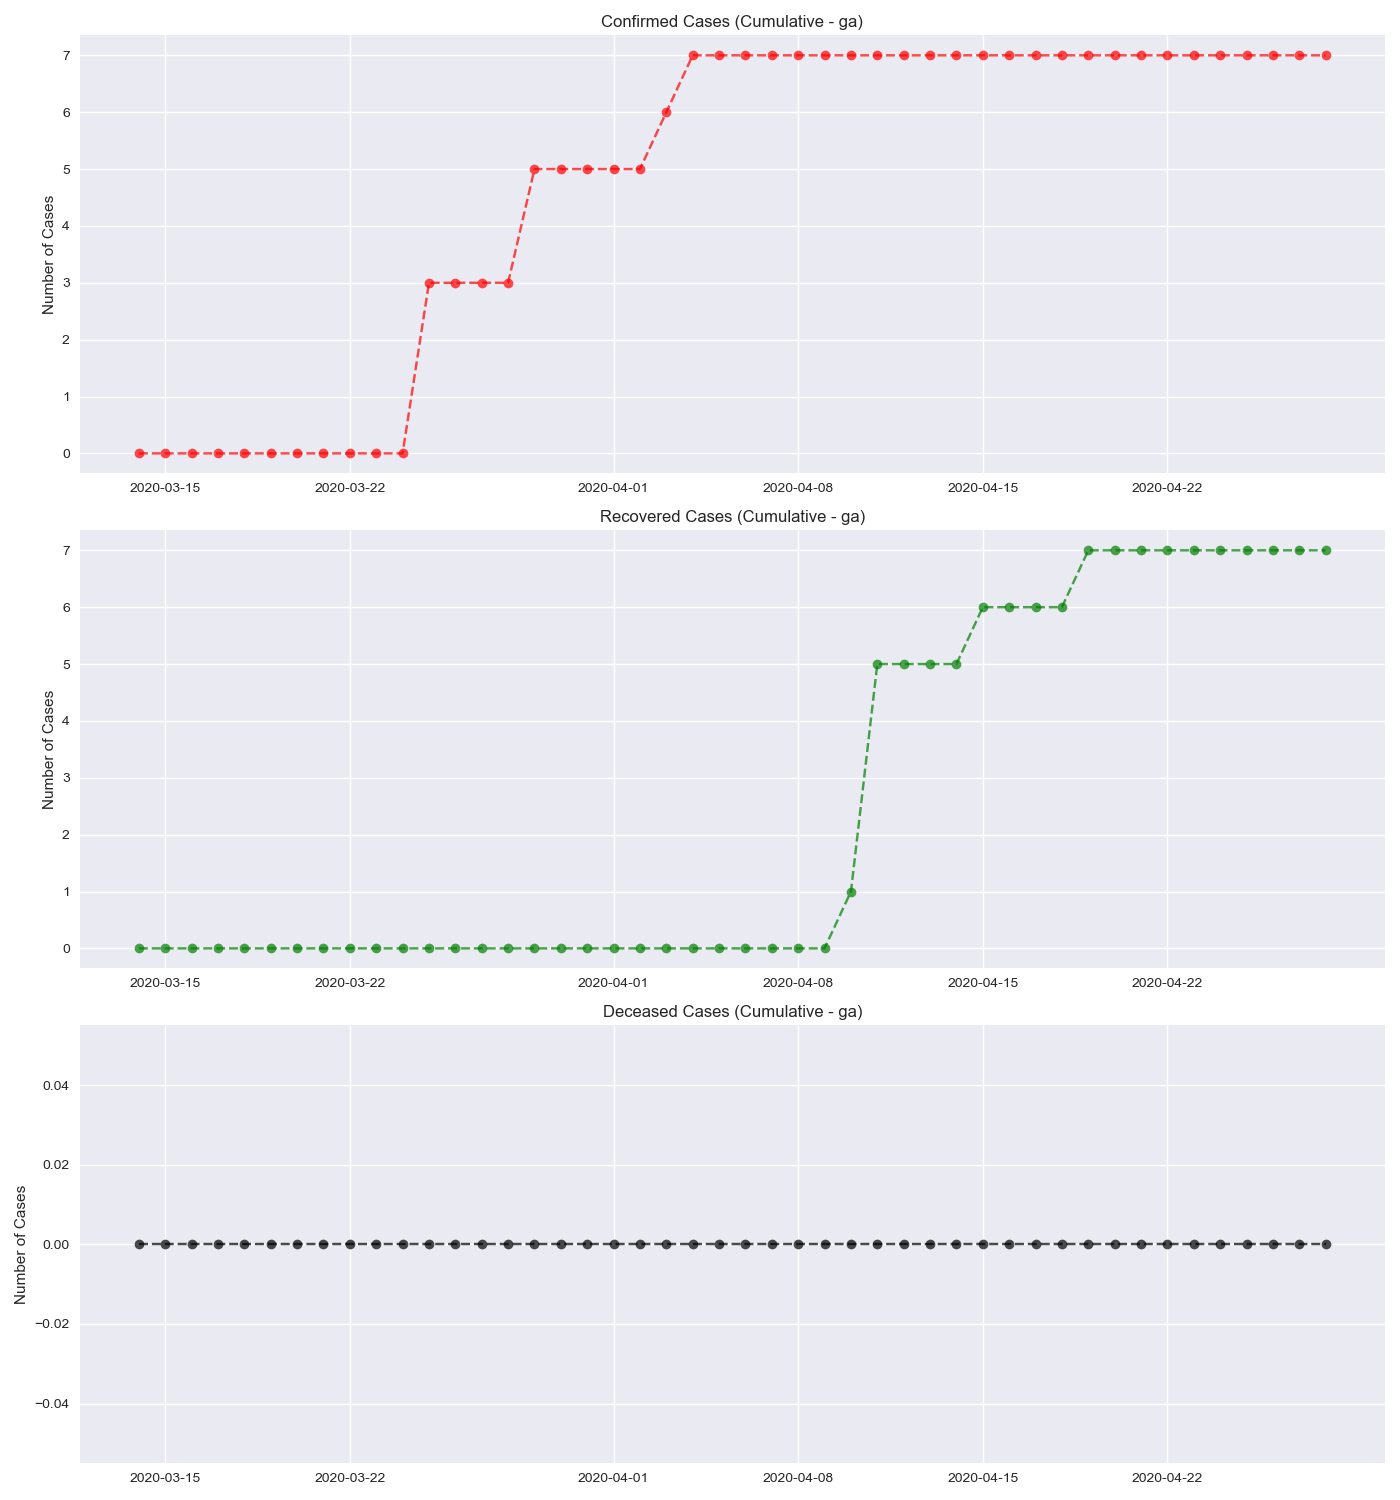 Confirmed Cases (Cumulative - ga)
Number of Cases
7
6
5
4
3
2
1
0
2020-03-15 2020-03-22 2020-04-01 2020-04-08 2020-04-15 2020-04-22
Recovered Cases (Cumulative - ga)
Number of Cases
7
6
5
4
3
2
1
0
2020-03-15 2020-03-22 2020-04-01 2020-04-08 2020-04-15 2020-04-22
Deceased Cases (Cumulative - ga)
Number of Cases
0.04
0.02
0.00
−0.02
−0.04
2020-03-15 2020-03-22 2020-04-01 2020-04-08 2020-04-15 2020-04-22